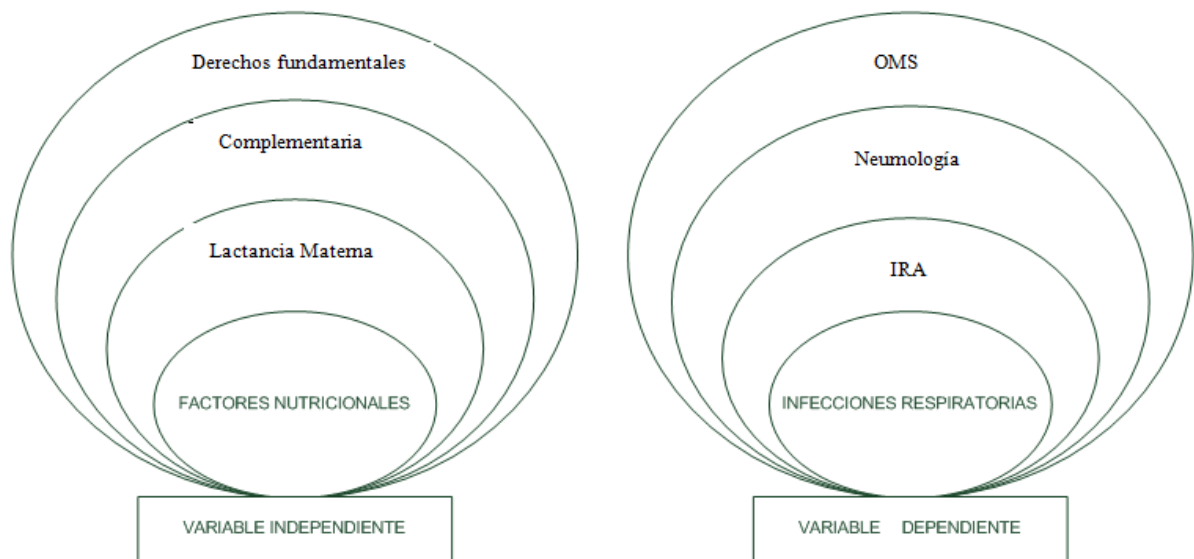 Derechos fundamentales
Complementaria
Lactancia Materna
FACTORES NUTRICIONALES
VARIABLE INDEPENDIENTE
OMS
Neumología
IRA
INFECCIONES RESPIRATORIAS
VARIABLE DEPENDIENTE